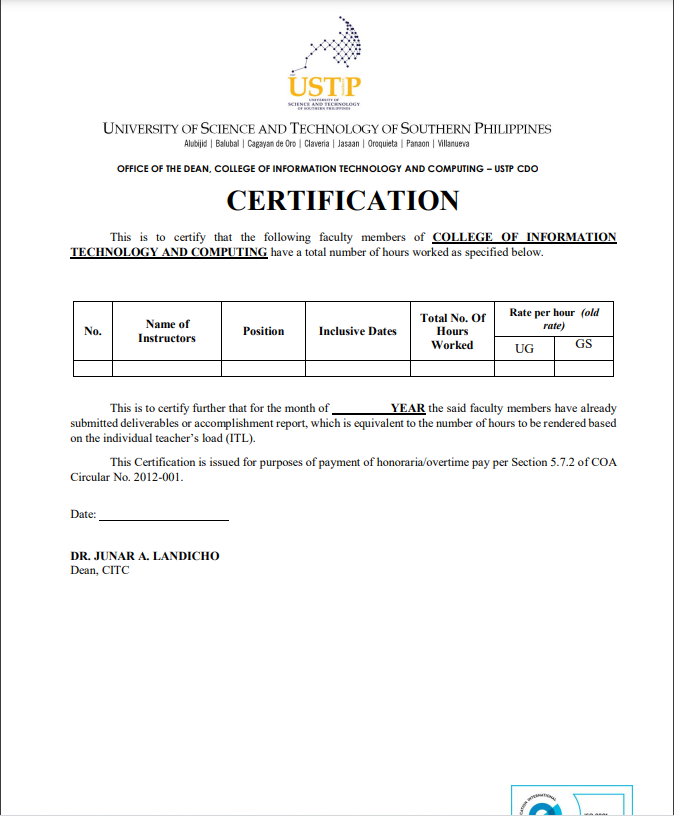 USTP
UNIVERSITY OF
SCIENCE AND TECHNOLOGY
OF SOUTHERN PHILIPPINES
UNIVERSITY OF SCIENCE AND TECHNOLOGY OF SOUTHERN PHILIPPINES
Alubijid | Balubal | Cagayan de Oro | Claveria | Jasaan | Oroquieta | Panaon | Villanueva
OFFICE OF THE DEAN, COLLEGE OF INFORMATION TECHNOLOGY AND COMPUTING – USTP CDO
CERTIFICATION
This is to certify that the following faculty members of COLLEGE OF INFORMATION
TECHNOLOGY AND COMPUTING have a total number of hours worked as specified below.
No.
Name of
Instructors
Position
Inclusive Dates
Total No. Of
Hours
Worked
Rate per hour (old
rate)
UG
GS
This is to certify further that for the month of __________YEAR the said faculty members have already
submitted deliverables or accomplishment report, which is equivalent to the number of hours to be rendered based
on the individual teacher's load (ITL).
This Certification is issued for purposes of payment of honoraria/overtime pay per Section 5.7.2 of COA
Circular No. 2012-001.
Date: ______________________
DR. JUNAR A. LANDICHO
Dean, CITC